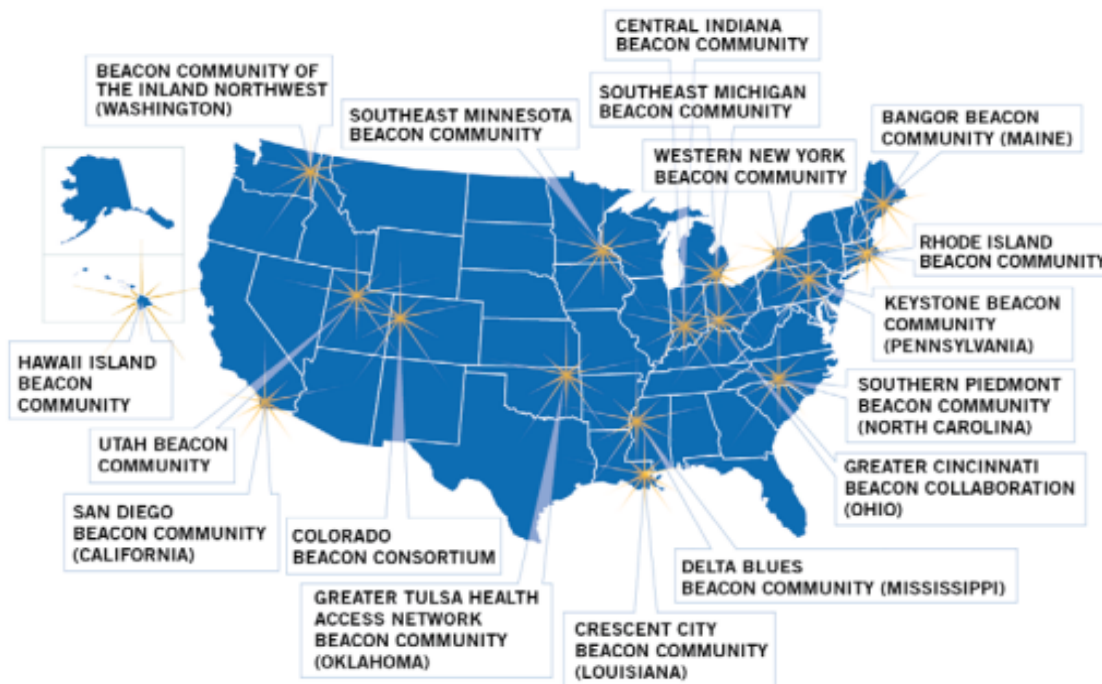 CENTRAL INDIANA
BEACON COMMUNITY
BEACON COMMUNITY OF
THE INLAND NORTHWEST
(WASHINGTON)
SOUTHEAST MINNESOTA
BEACON COMMUNITY
SOUTHEAST MICHIGAN
BEACON COMMUNITY
BANGOR BEACON
COMMUNITY (MAINE)
WESTERN NEW YORK
BEACON COMMUNITY
RHODE ISLAND
BEACON COMMUNITY
KEYSTONE BEACON
COMMUNITY
(PENNSYLVANIA)
HAWAII ISLAND
BEACON
COMMUNITY
SOUTHERN PIEDMONT
BEACON COMMUNITY
(NORTH CAROLINA)
UTAH BEACON
COMMUNITY
GREATER CINCINNATI
BEACON COLLABORATION
(OHIO)
SAN DIEGO
BEACON COMMUNITY
(CALIFORNIA)
COLORADO
BEACON CONSORTIUM
DELTA BLUES
BEACON COMMUNITY (MISSISSIPPI)
GREATER TULSA HEALTH
ACCESS NETWORK
BEACON COMMUNITY
(OKLAHOMA)
CRESCENT CITY
BEACON COMMUNITY
(LOUISIANA)